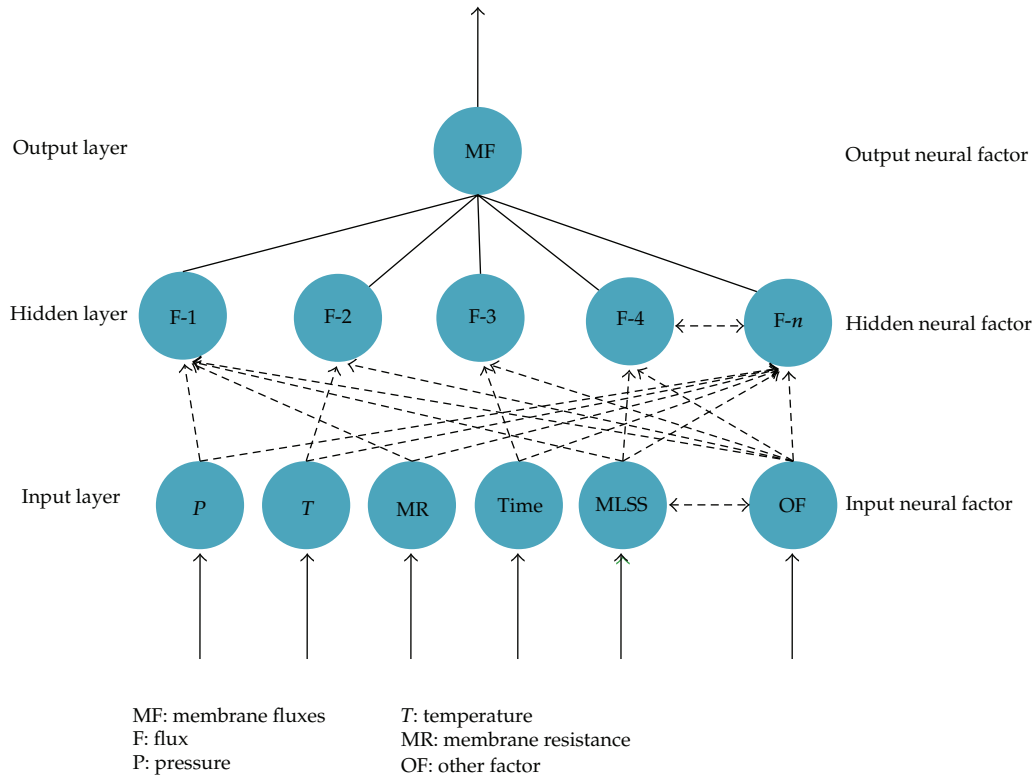 MF
Output layer
Output neural factor
F-1
F-2
F-3
F-4
F-n
Hidden layer
Hidden neural factor
P
T
MR
Time
MLSS
OF
Input layer
Input neural factor
MF: membrane fluxes
F: flux
P: pressure
T: temperature
MR: membrane resistance
OF: other factor